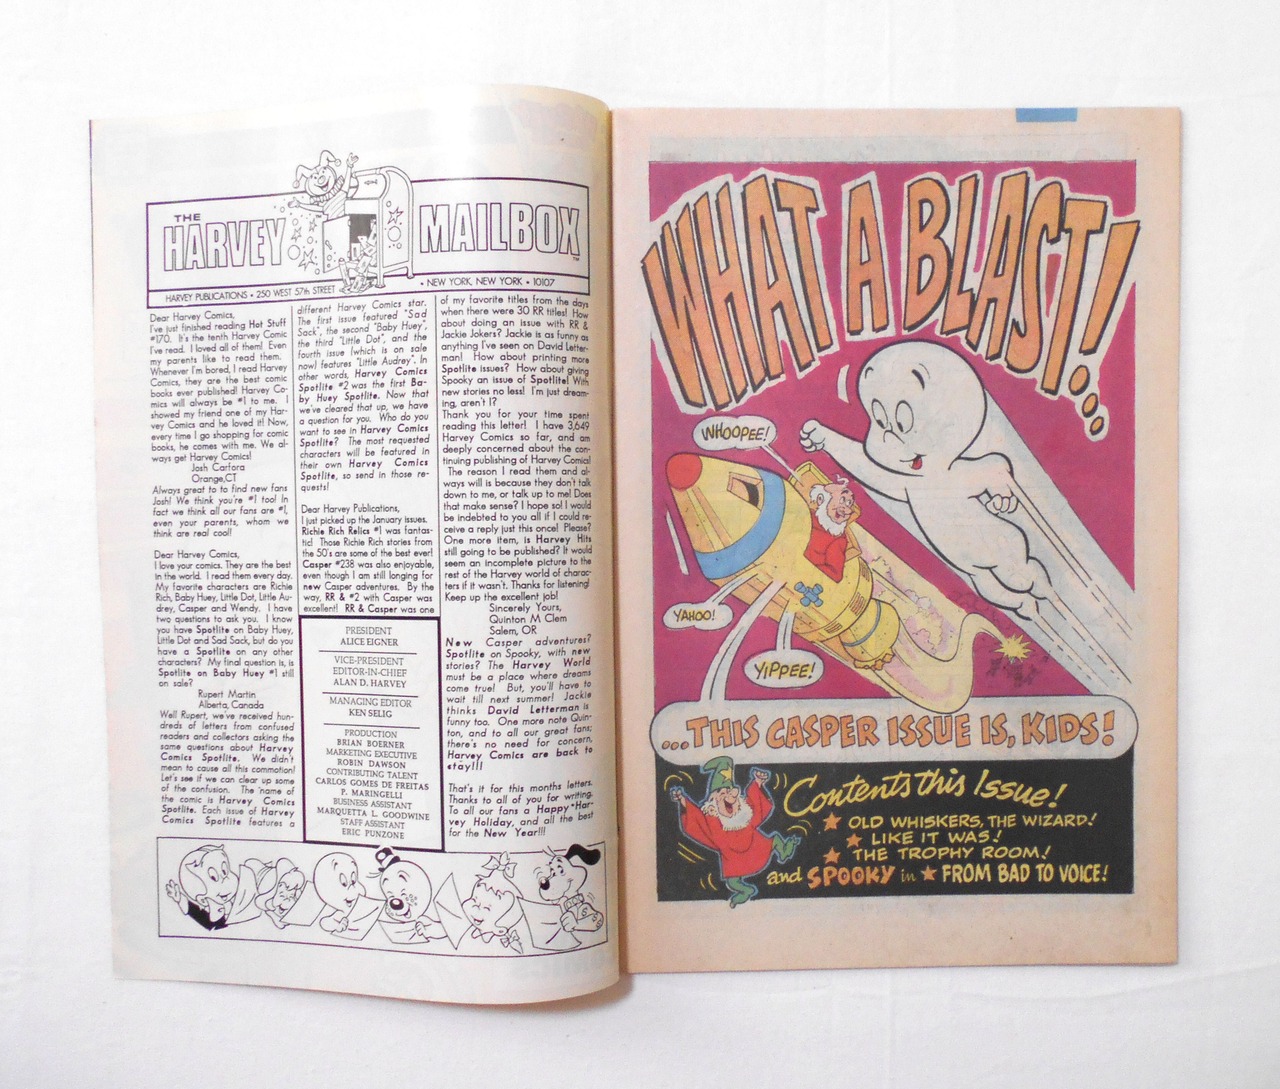 THE
HARVEY MAILBOX
HARVEY PUBLICATIONS • 250 WEST 57th STREET • NEW YORK, NEW YORK • 10107
Dear Harvey Comics,
I've just finished reading Hot Stuff
#170. It's the tenth Harvey Comic
I've read. I loved all of them! Even
my parents like to read them.
Whenever I'm bored, I read Harvey
Comics, they are the best comic
books ever published! Harvey Co-
mics will always be #1 to me. I
showed my friend one of my Har-
vey Comics and he loved it! Now,
every time I go shopping for comic
books, he comes with me. We al-
ways get Harvey Comics!
Josh Carfora
Orange,CT
Always great to to find new fans
Josh! We think you're #1 too! In
fact we think all our fans are #1,
even your parents, whom we
think are real cool!
Dear Harvey Comics,
I love your comics. They are the best
in the world. I read them every day.
My favorite characters are Richie
Rich, Baby Huey, Little Dot, Little Au-
drey, Casper and Wendy. I have
two questions to ask you. I know
you have Spotlite on Baby Huey,
Little Dot and Sad Sack, but do you
have a Spotlite on any other
characters? My final question is, is
Spotlite on Baby Huey #1 still
on sale?
Rupert Martin
Alberta, Canada
Well Rupert, we've received hun-
dreds of letters from confused
readers and collectors asking the
same questions about Harvey
Comics Spotlite. We didn't
mean to cause all this commotion!
Let's see if we can clear up some
of the confusion. The name of
the comic is Harvey Comics
Spotlite. Each issue of Harvey
Comics Spotlite features a
different Harvey Comics star.
The first issue featured "Sad
Sack", the second "Baby Huey",
the third "Little Dot", and the
fourth issue (which is on sale
now) features "Little Audrey". In
other words, Harvey Comics
Spotlite #2 was the first Ba-
by Huey Spotlite. Now that
we've cleared that up, we have
a question for you. Who do you
want to see in Harvey Comics
Spotlite? The most requested
characters will be featured in
their own Harvey Comics
Spotlite, so send in those re-
quests!
Dear Harvey Publications,
I just picked up the January issues.
Richie Rich Relics #1 was fantas-
tic! Those Richie Rich stories from
the 50's are some of the best ever!
Casper #238 was also enjoyable,
even though I am still longing for
new Casper adventures. By the
way, RR & #2 with Casper was
excellent! RR & Casper was one
PRESIDENT
ALICE EIGNER
VICE-PRESIDENT
EDITOR-IN-CHIEF
ALAN D. HARVEY
MANAGING EDITOR
KEN SELIG
PRODUCTION
BRIAN BOERNER
MARKETING EXECUTIVE
ROBIN DAWSON
CONTRIBUTING TALENT
CARLOS GOMES DE FREITAS
P. MARINGELLI
BUSINESS ASSISTANT
MARQUETTA L. GOODWINE
STAFF ASSISTANT
ERIC PUNZONE
of my favorite titles from the days
when there were 30 RR titles! How
about doing an issue with RR &
Jackie Jokers? Jackie is as funny as
anything I've seen on David Letter-
man! How about printing more
Spotlite issues? How about giving
Spooky an issue of Spotlite! With
new stories no less! I'm just dream-
ing, aren't I?
Thank you for your time spent
reading this letter! I have 3,649
Harvey Comics so far, and am
deeply concerned about the con-
tinuing publishing of Harvey Comics!
The reason I read them and al-
ways will is because they don't talk
down to me, or talk up to me! Does
that make sense? I hope so! I would
be indebted to you all if I could re-
ceive a reply just this once! Please?
One more item, is Harvey Hits
still going to be published? It would
seem an incomplete picture to the
rest of the Harvey world of charac-
ters if it wasn't. Thanks for listening!
Keep up the excellent job!
Sincerely Yours,
Quinton M Clem
Salem, OR
New Casper adventures?
Spotlite on Spooky, with new
stories? The Harvey World
must be a place where dreams
come true! But, you'll have to
wait till next summer! Jackie
thinks David Letterman is
funny too. One more note Quin-
ton, and to all our great fans;
there's no need for concern,
Harvey Comics are back to
stay!!!
That's it for this months letters.
Thanks to all of you for writing.
To all our fans a Happy Har-
vey Holiday, and all the best
for the New Year!!!
WHAT A BLAST!...
WHOOPEE!
YAHOO!
YIPPEE!
...THIS CASPER ISSUE IS, KIDS!
Contents this Issue!
★ OLD WHISKERS, THE WIZARD!
★ LIKE IT WAS!
★ THE TROPHY ROOM!
and SPOOKY in ★ FROM BAD TO VOICE!